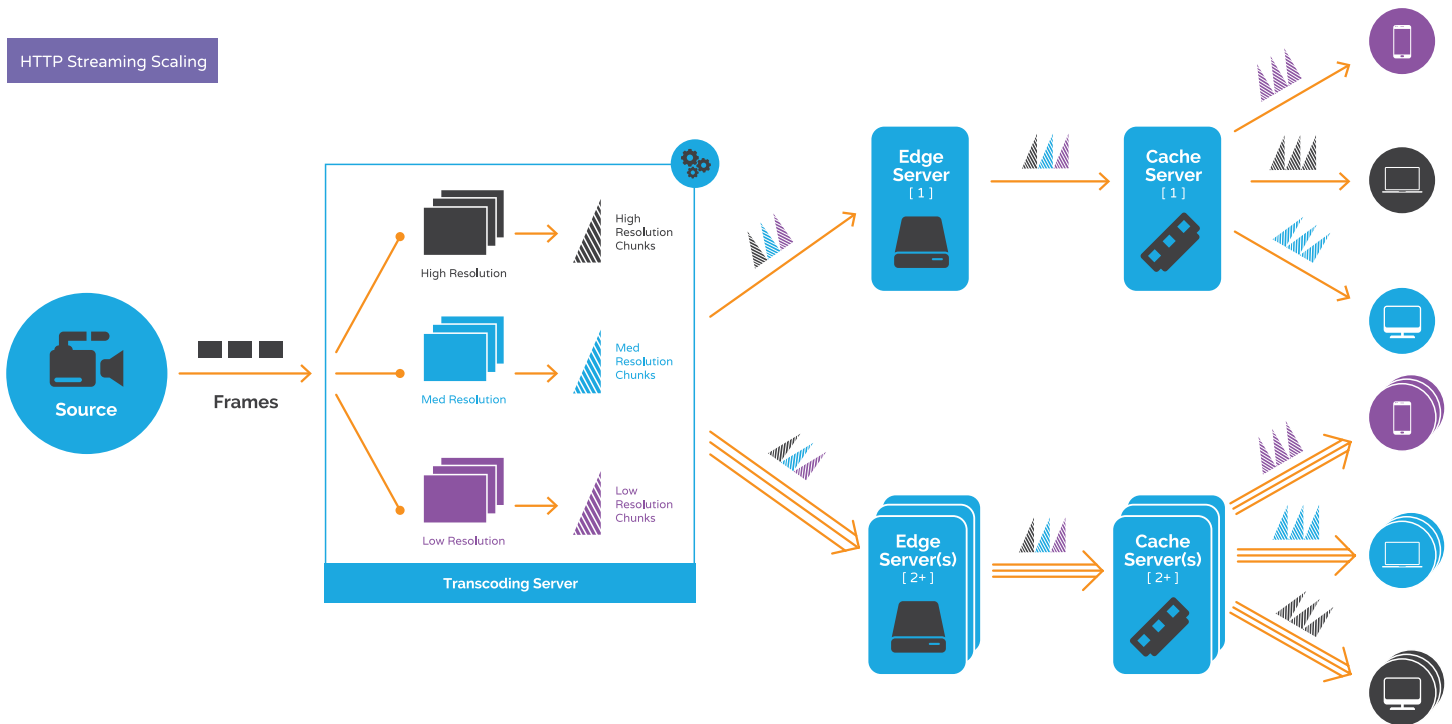 HTTP Streaming Scaling
Source
Frames
High Resolution
High
Resolution
Chunks
Med Resolution
Med
Resolution
Chunks
Low Resolution
Low
Resolution
Chunks
Transcoding Server
Edge
Server
[ 1 ]
Cache
Server
[ 1 ]
Edge
Server(s)
[ 2+ ]
Cache
Server(s)
[ 2+ ]